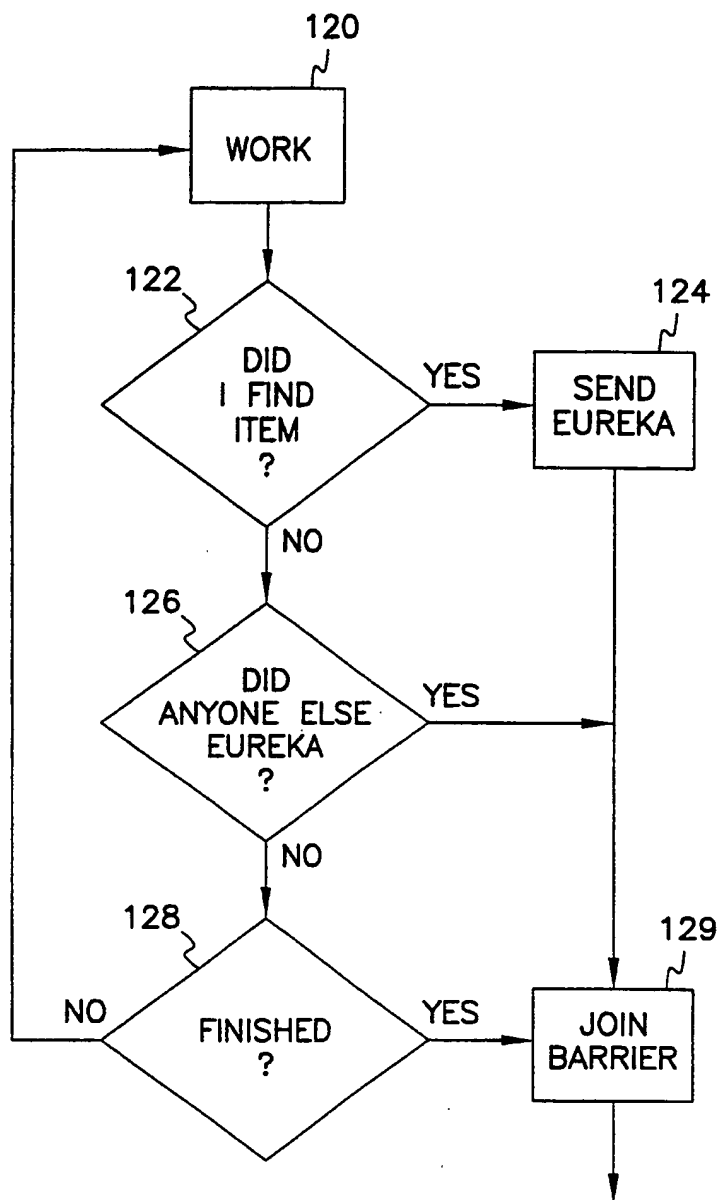 120
WORK
122
DID
I FIND
ITEM
?
YES
124
SEND
EUREKA
NO
126
DID
ANYONE ELSE
EUREKA
?
YES
NO
128
FINISHED
?
NO
YES
129
JOIN
BARRIER